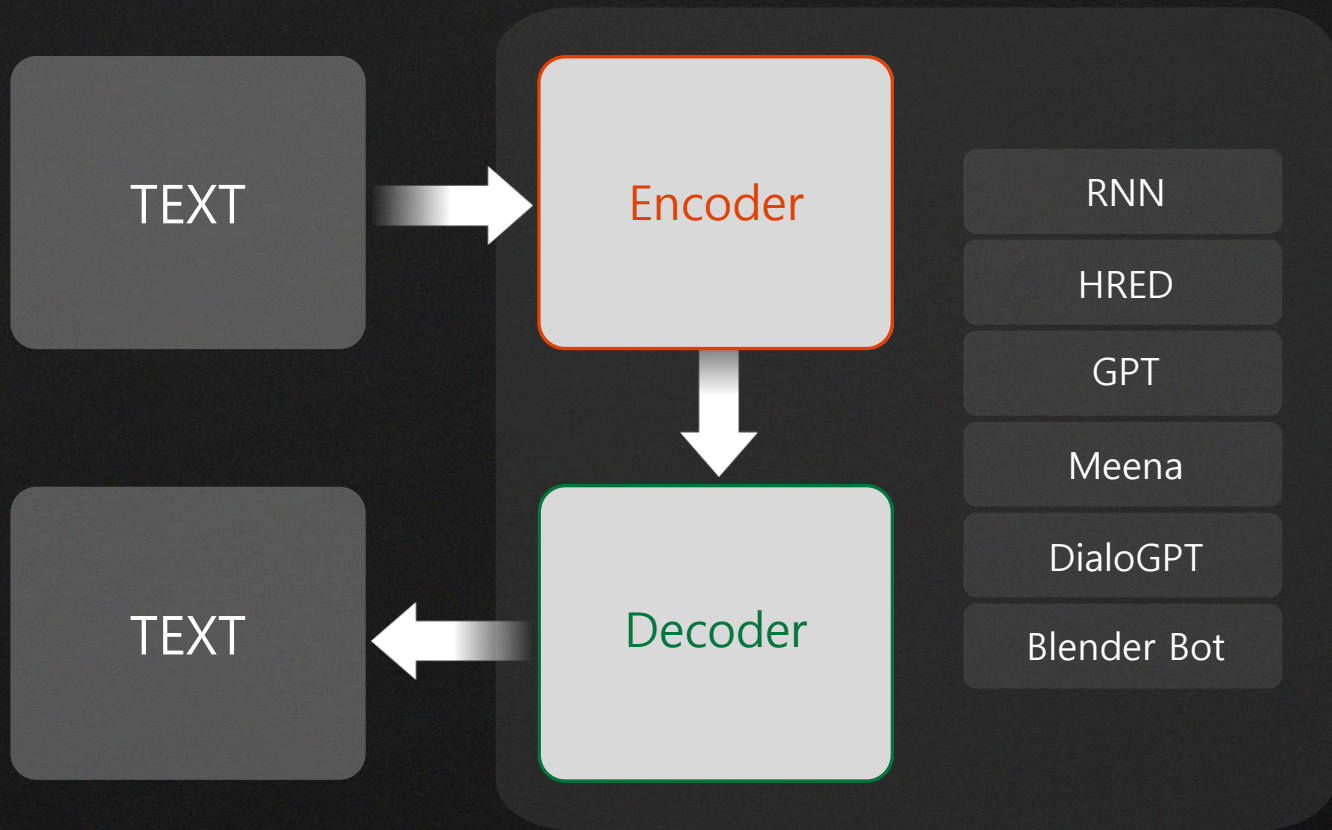 TEXT
Encoder
TEXT
Decoder
RNN
HRED
GPT
Meena
DialoGPT
Blender Bot